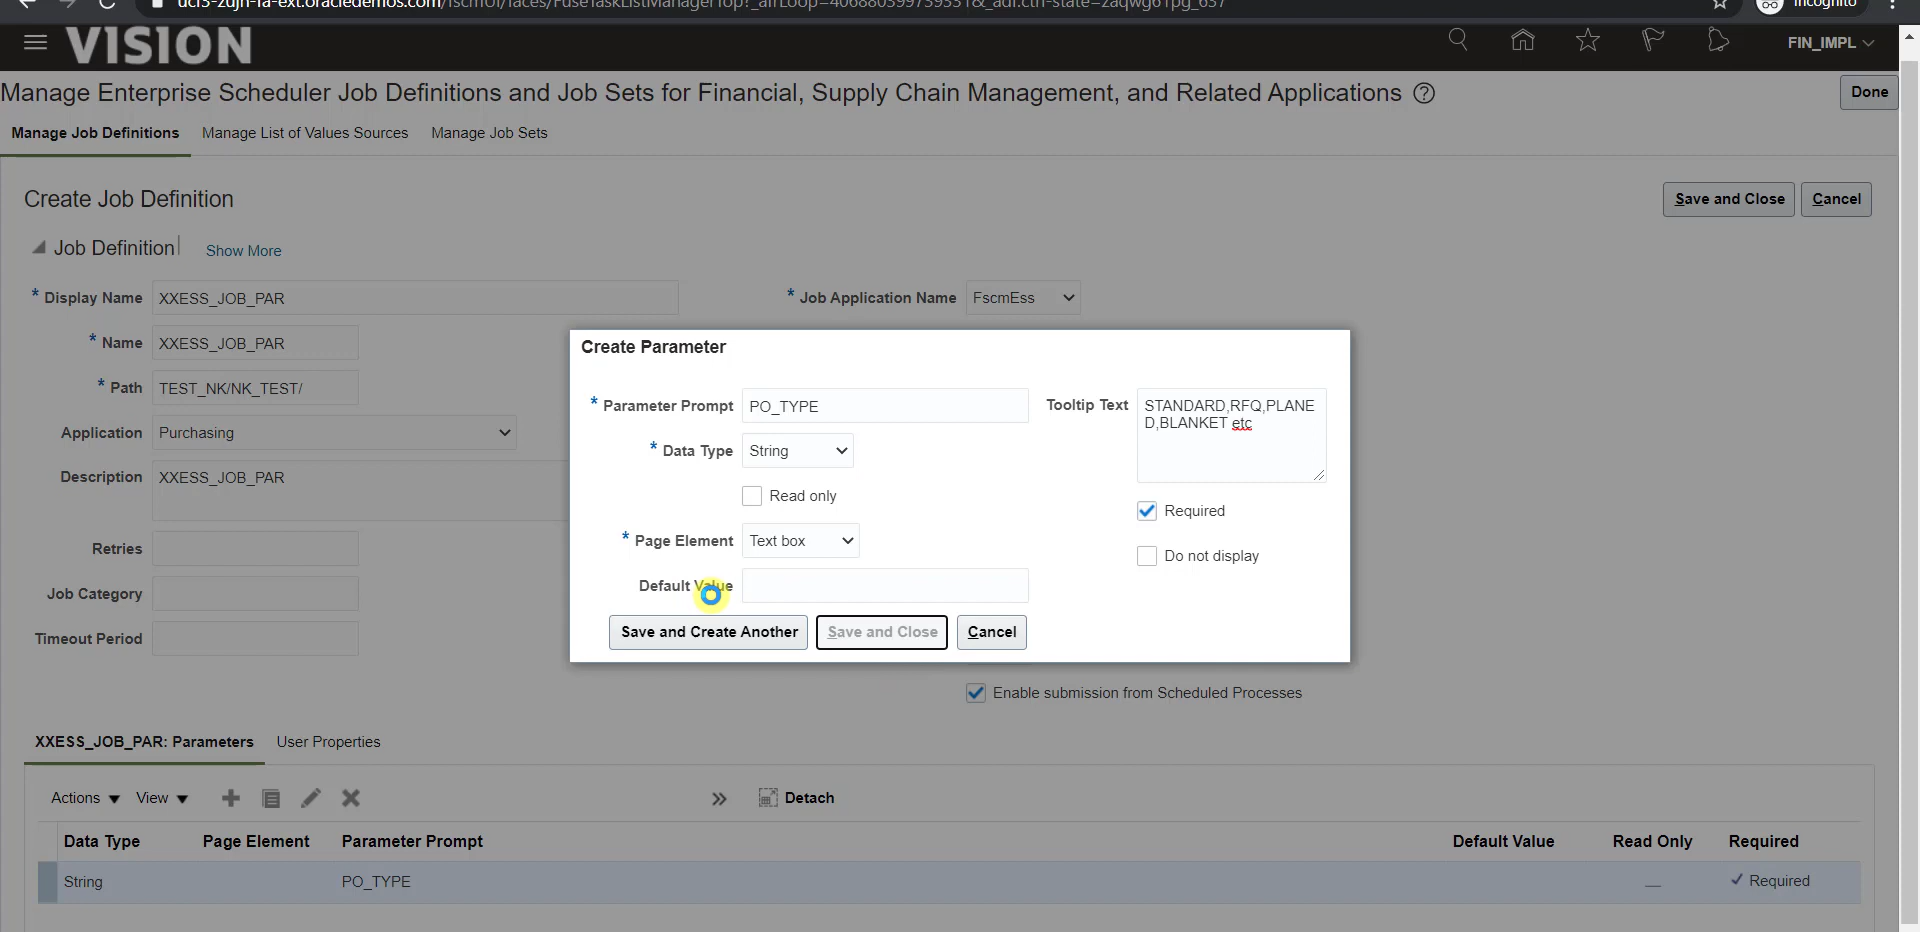 VISION
FIN_IMPL
Manage Enterprise Scheduler Job Definitions and Job Sets for Financial, Supply Chain Management, and Related Applications
Done
Manage Job Definitions Manage List of Values Sources Manage Job Sets
Create Job Definition
Save and Close Cancel
Job Definition Show More
* Display Name XXESS_JOB_PAR
* Job Application Name FscmEss
* Name XXESS_JOB_PAR
* Path TEST_NK/NK_TEST/
Application Purchasing
Description XXESS_JOB_PAR
Retries
Job Category
Timeout Period
Create Parameter
* Parameter Prompt PO_TYPE
Tooltip Text STANDARD,RFQ,PLANE
D,BLANKET etc
* Data Type String
Read only
Required
* Page Element Text box
Do not display
Default Value
Save and Create Another Save and Close Cancel
Enable submission from Scheduled Processes
XXESS_JOB_PAR: Parameters User Properties
Actions View Detach
Data Type Page Element Parameter Prompt Default Value Read Only Required
String PO_TYPE Required